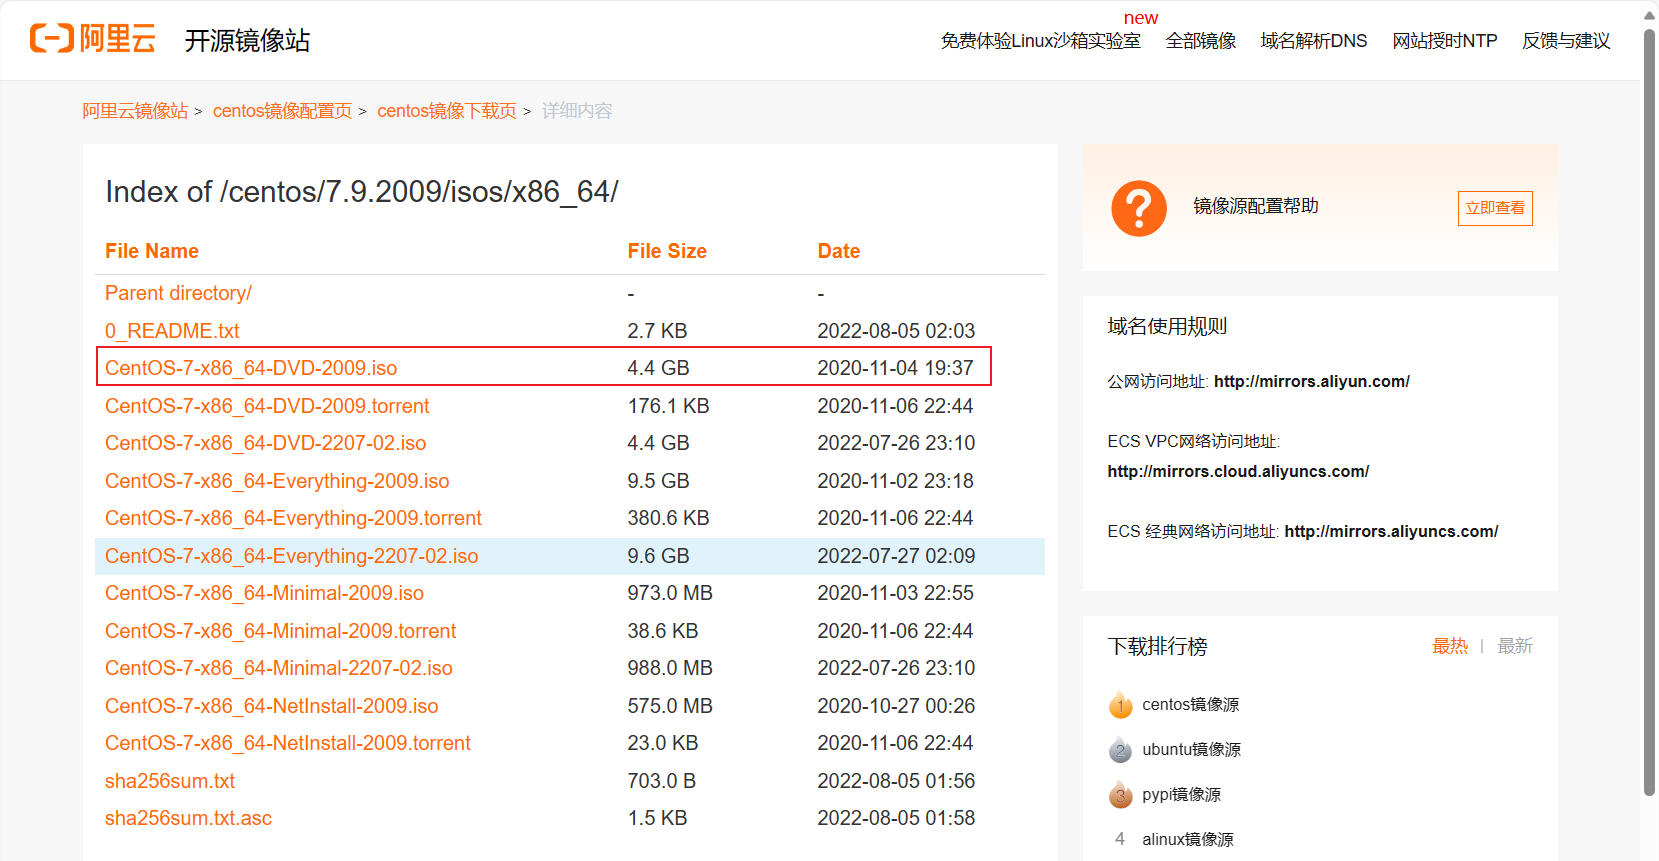 阿里云 开源镜像站
new
免费体验Linux沙箱实验室 全部镜像 域名解析DNS 网站授时NTP 反馈与建议
阿里云镜像站 > centos镜像配置页 > centos镜像下载页 > 详细内容
Index of /centos/7.9.2009/isos/x86_64/
File Name File Size Date
Parent directory/ - -
0_README.txt 2.7 KB 2022-08-05 02:03
CentOS-7-x86_64-DVD-2009.iso 4.4 GB 2020-11-04 19:37
CentOS-7-x86_64-DVD-2009.torrent 176.1 KB 2020-11-06 22:44
CentOS-7-x86_64-DVD-2207-02.iso 4.4 GB 2022-07-26 23:10
CentOS-7-x86_64-Everything-2009.iso 9.5 GB 2020-11-02 23:18
CentOS-7-x86_64-Everything-2009.torrent 380.6 KB 2020-11-06 22:44
CentOS-7-x86_64-Everything-2207-02.iso 9.6 GB 2022-07-27 02:09
CentOS-7-x86_64-Minimal-2009.iso 973.0 MB 2020-11-03 22:55
CentOS-7-x86_64-Minimal-2009.torrent 38.6 KB 2020-11-06 22:44
CentOS-7-x86_64-Minimal-2207-02.iso 988.0 MB 2022-07-26 23:10
CentOS-7-x86_64-NetInstall-2009.iso 575.0 MB 2020-10-27 00:26
CentOS-7-x86_64-NetInstall-2009.torrent 23.0 KB 2020-11-06 22:44
sha256sum.txt 703.0 B 2022-08-05 01:56
sha256sum.txt.asc 1.5 KB 2022-08-05 01:58
? 镜像源配置帮助 立即查看
域名使用规则
公网访问地址: http://mirrors.aliyun.com/
ECS VPC网络访问地址:
http://mirrors.cloud.aliyuncs.com/
ECS 经典网络访问地址: http://mirrors.aliyuncs.com/
下载排行榜 最热 | 最新
1 centos镜像源
2 ubuntu镜像源
3 pypi镜像源
4 alinux镜像源